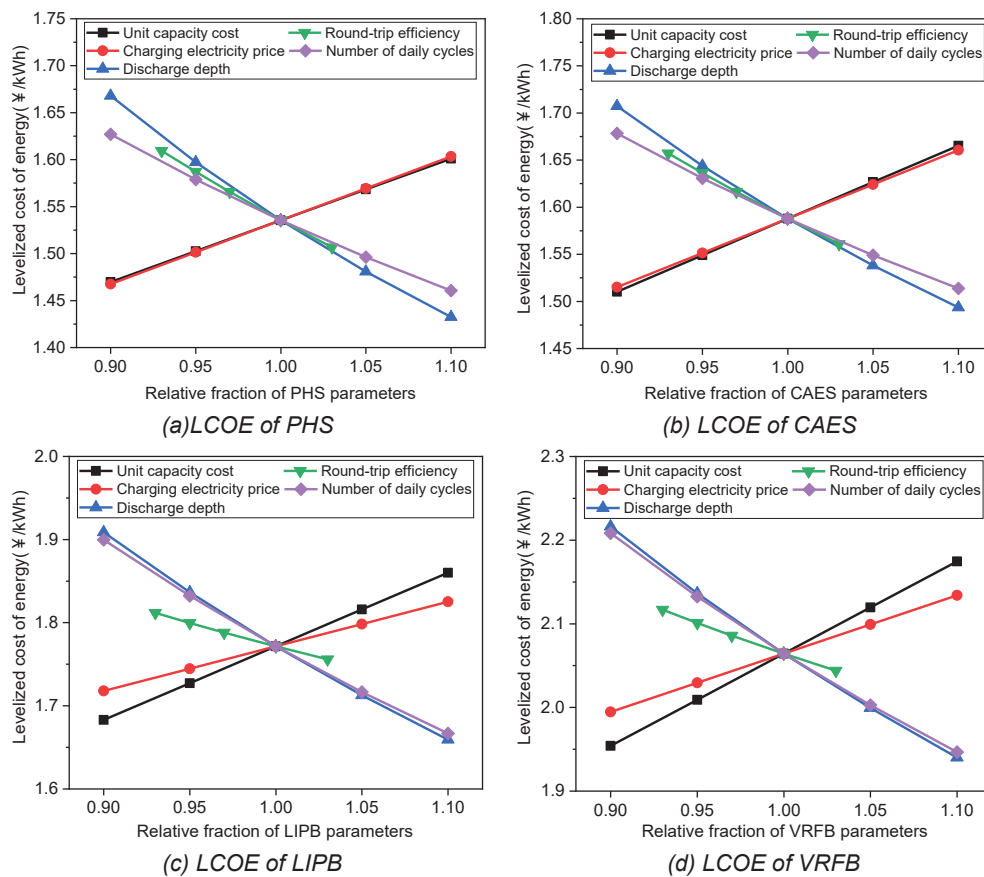 1.75
1.70
1.65
1.60
1.55
1.50
1.45
1.40
Levelized cost of energy(¥/kWh)
Unit capacity cost
Round-trip efficiency
Charging electricity price
Number of daily cycles
Discharge depth
0.90 0.95 1.00 1.05 1.10
Relative fraction of PHS parameters
(a)LCOE of PHS
1.80
1.75
1.70
1.65
1.60
1.55
1.50
1.45
Levelized cost of energy(¥/kWh)
Unit capacity cost
Round-trip efficiency
Charging electricity price
Number of daily cycles
Discharge depth
0.90 0.95 1.00 1.05 1.10
Relative fraction of CAES parameters
(b) LCOE of CAES
2.0
1.9
1.8
1.7
1.6
Levelized cost of energy(¥/kWh)
Unit capacity cost
Round-trip efficiency
Charging electricity price
Number of daily cycles
Discharge depth
0.90 0.95 1.00 1.05 1.10
Relative fraction of LIPB parameters
(c) LCOE of LIPB
2.3
2.2
2.1
2.0
1.9
Levelized cost of energy(¥/kWh)
Unit capacity cost
Round-trip efficiency
Charging electricity price
Number of daily cycles
Discharge depth
0.90 0.95 1.00 1.05 1.10
Relative fraction of VRFB parameters
(d) LCOE of VRFB